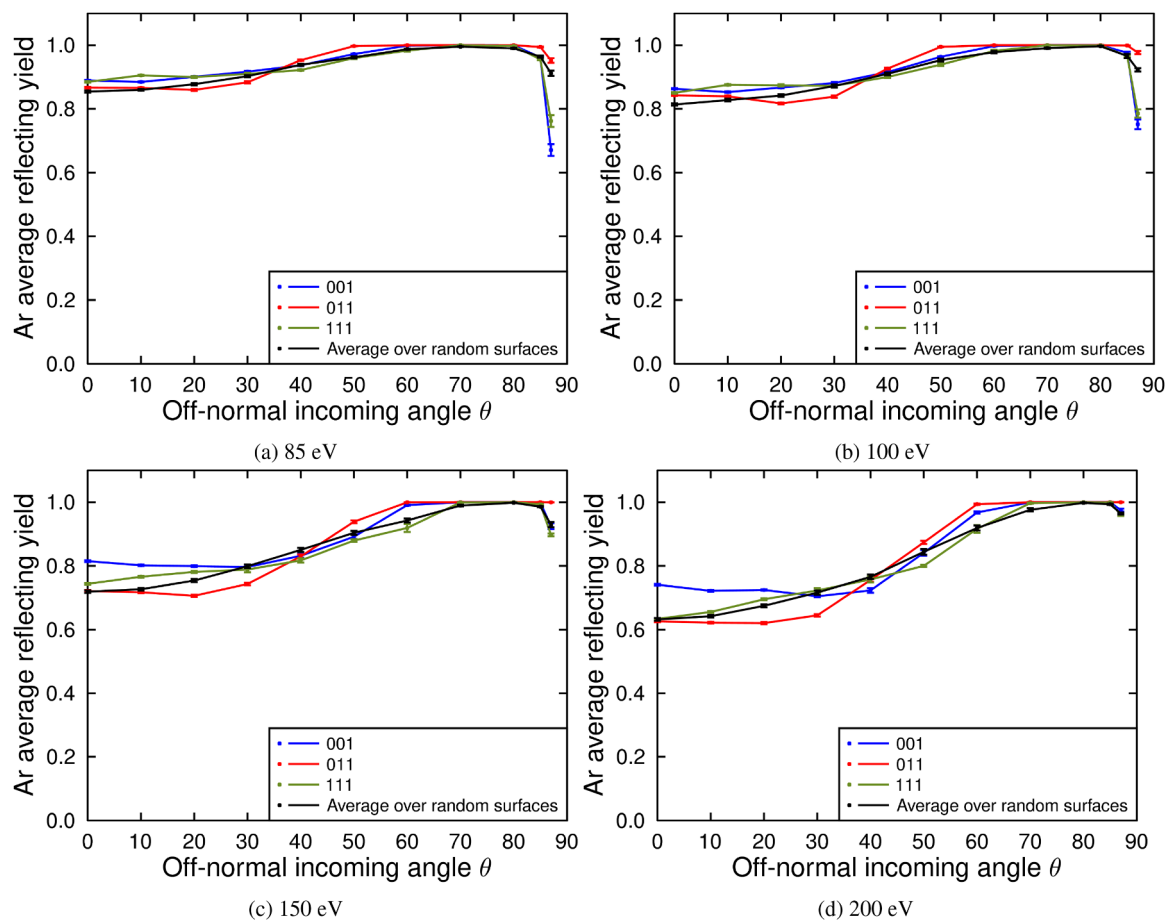 Ar average reflecting yield
1.0
0.8
0.6
0.4
0.2
0.0
001
011
111
Average over random surfaces
0 10 20 30 40 50 60 70 80 90
Off-normal incoming angle θ
(a) 85 eV
Ar average reflecting yield
1.0
0.8
0.6
0.4
0.2
0.0
001
011
111
Average over random surfaces
0 10 20 30 40 50 60 70 80 90
Off-normal incoming angle θ
(b) 100 eV
Ar average reflecting yield
1.0
0.8
0.6
0.4
0.2
0.0
001
011
111
Average over random surfaces
0 10 20 30 40 50 60 70 80 90
Off-normal incoming angle θ
(c) 150 eV
Ar average reflecting yield
1.0
0.8
0.6
0.4
0.2
0.0
001
011
111
Average over random surfaces
0 10 20 30 40 50 60 70 80 90
Off-normal incoming angle θ
(d) 200 eV